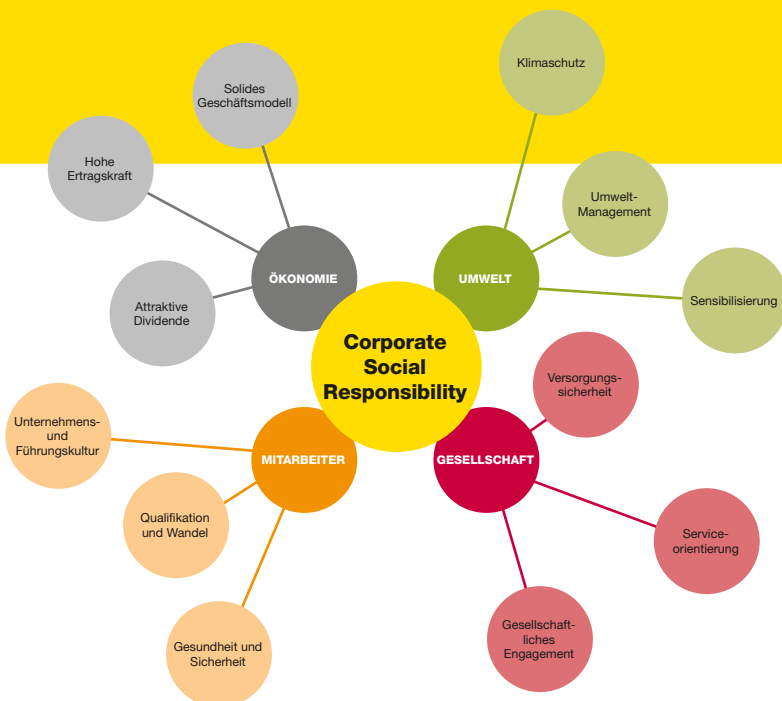 Solides
Geschäftsmodell
Hohe
Ertragskraft
Attraktive
Dividende
ÖKONOMIE
Klimaschutz
Umwelt-
Management
Sensibilisierung
UMWELT
Corporate
Social
Responsibility
Unternehmens-
und
Führungskultur
Qualifikation
und Wandel
Gesundheit und
Sicherheit
MITARBEITER
Versorgungs-
sicherheit
GESELLSCHAFT
Service-
orientierung
Gesellschaft-
liches
Engagement